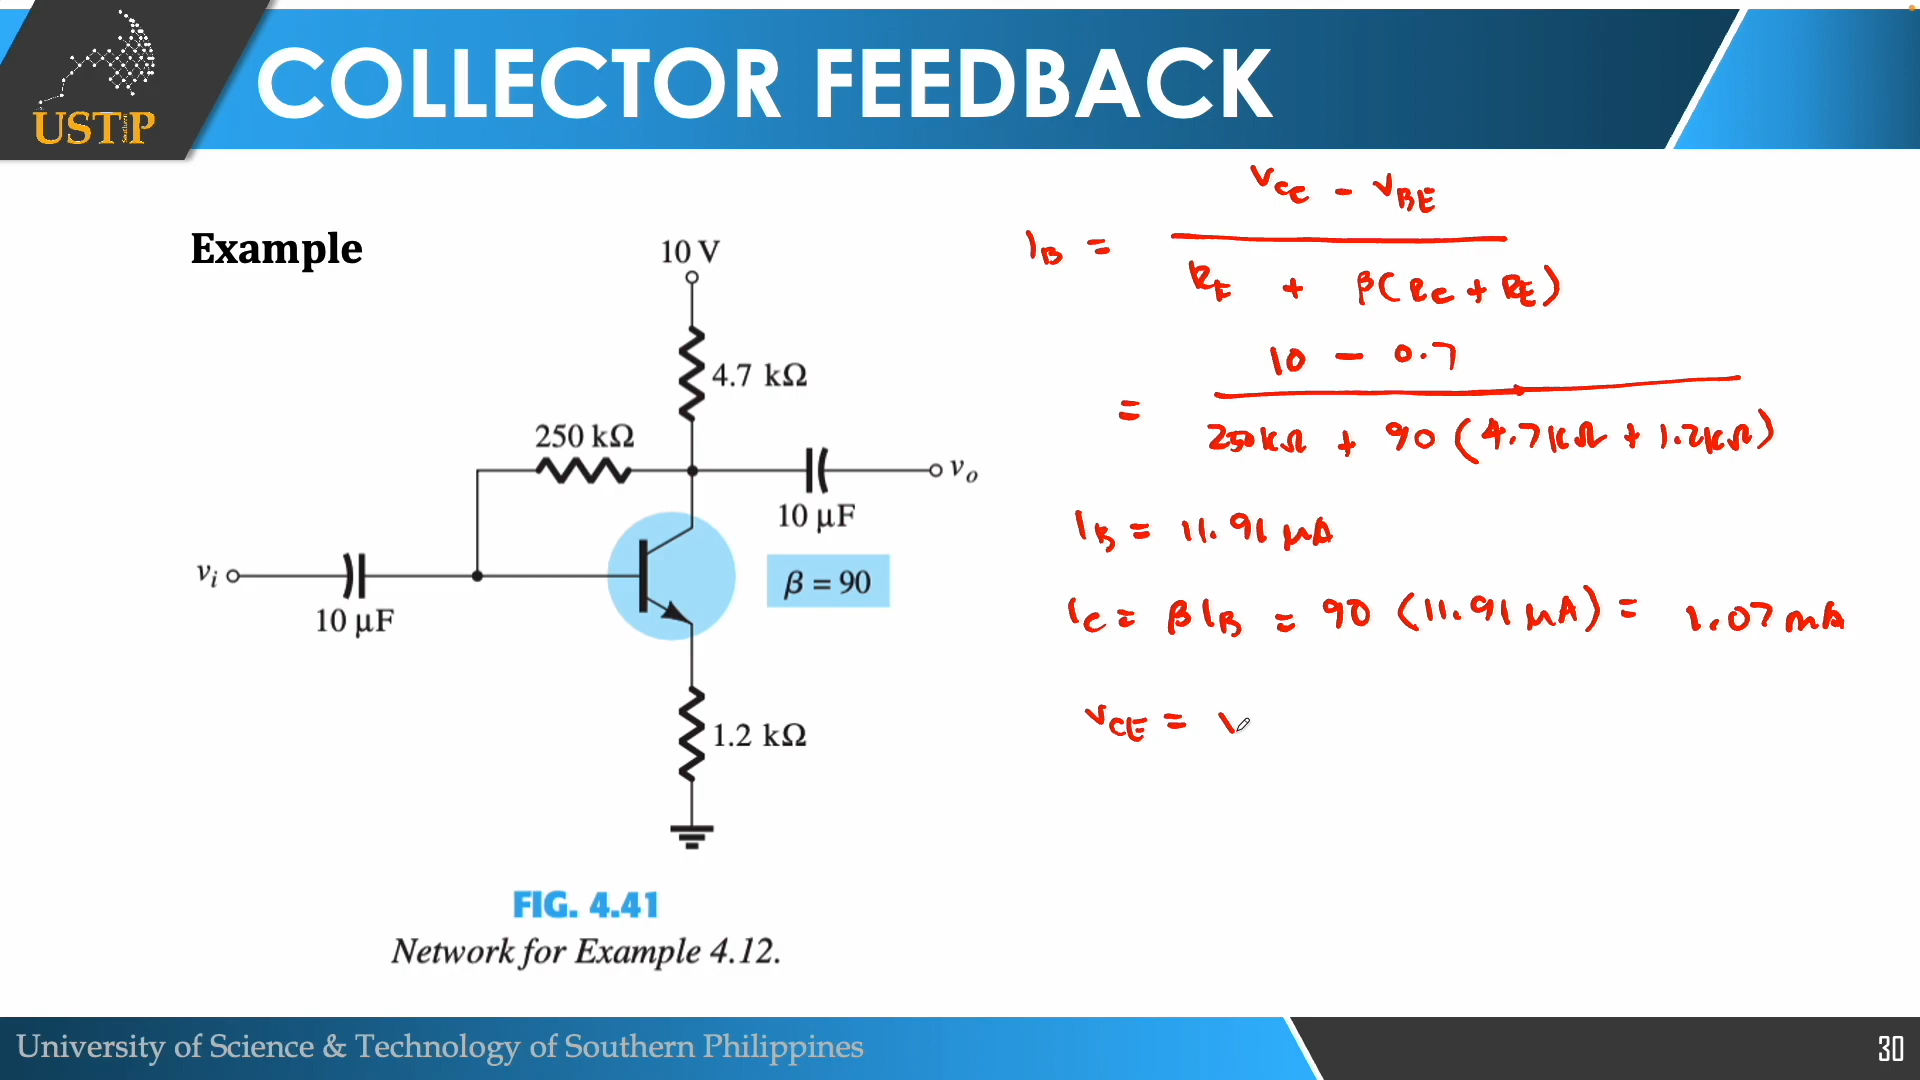 USTP
Southern
COLLECTOR FEEDBACK
Example
10 V
4.7 kΩ
250 kΩ
vo
10 μF
vi
10 μF
β = 90
1.2 kΩ
FIG. 4.41
Network for Example 4.12.
VCC - VBE
IB =
RF + β(RC + RE)
10 - 0.7
=
250kΩ + 90 (4.7kΩ + 1.2kΩ)
IB = 11.91 μA
IC = βIB = 90 (11.91 μA) = 1.07 mA
VCE = V
University of Science & Technology of Southern Philippines
30